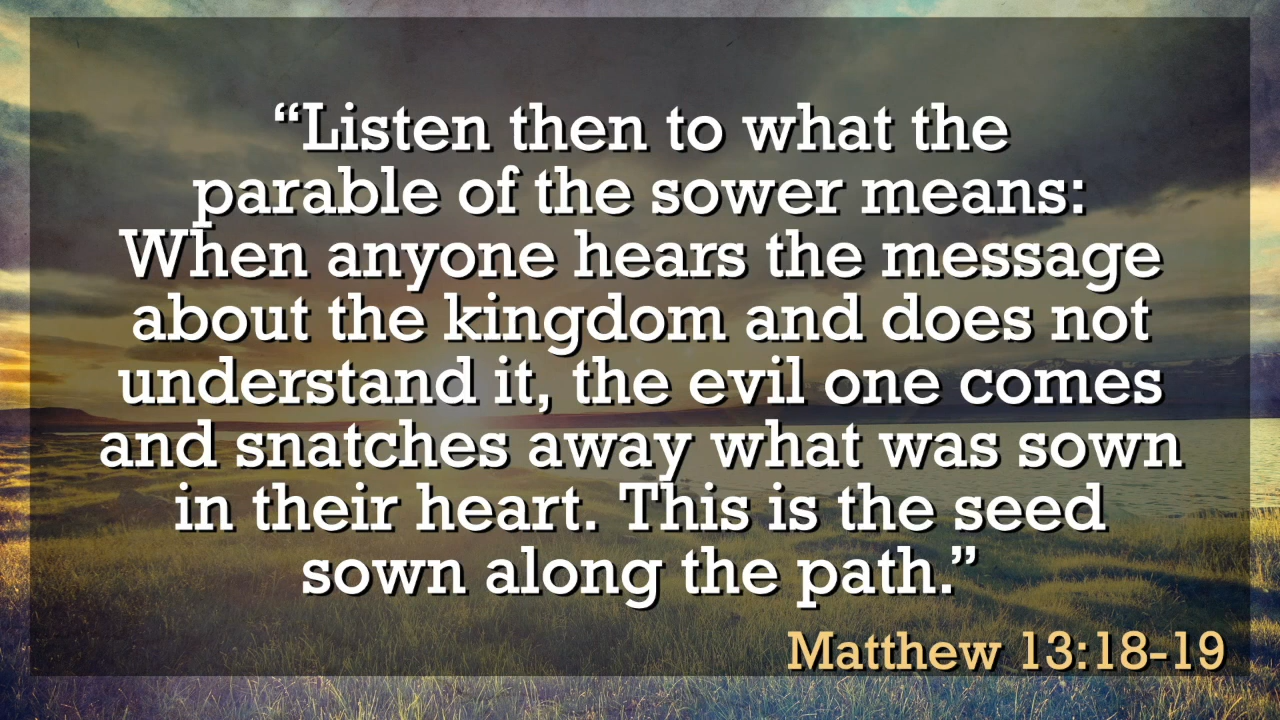 “Listen then to what the
parable of the sower means:
When anyone hears the message
about the kingdom and does not
understand it, the evil one comes
and snatches away what was sown
in their heart. This is the seed
sown along the path.”
Matthew 13:18-19